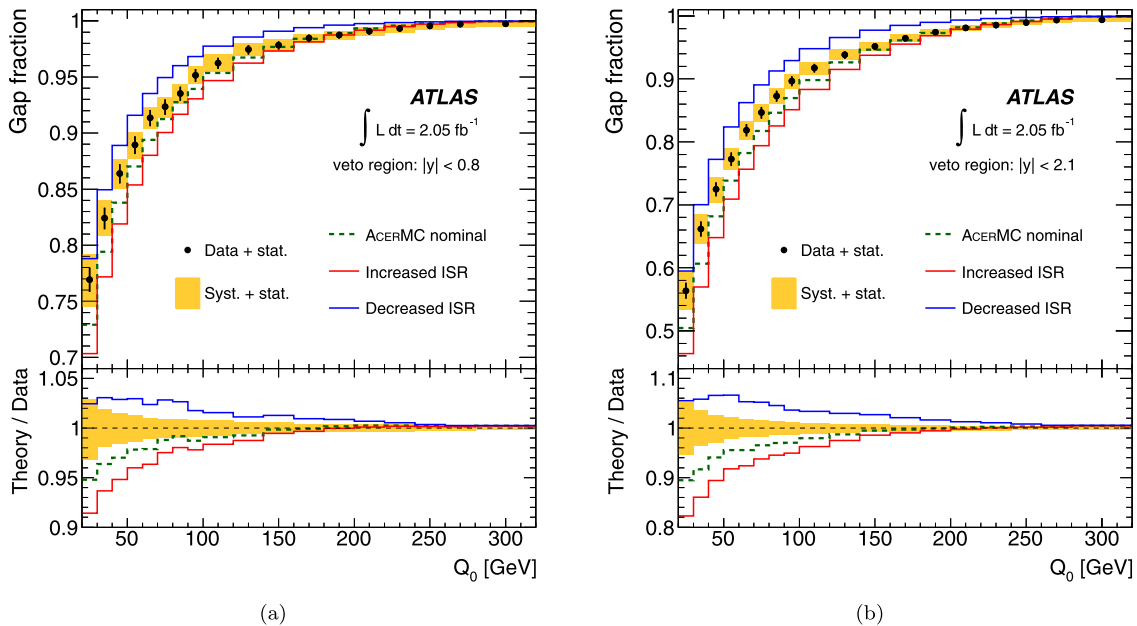 Gap fraction
1
0.95
0.9
0.85
0.8
0.75
0.7
ATLAS
∫ L dt = 2.05 fb⁻¹
veto region: |y| < 0.8
Data + stat.
Syst. + stat.
ACERMC nominal
Increased ISR
Decreased ISR
Theory / Data
1.05
1
0.95
0.9
50 100 150 200 250 300
Q₀ [GeV]
(a)
Gap fraction
1
0.9
0.8
0.7
0.6
0.5
ATLAS
∫ L dt = 2.05 fb⁻¹
veto region: |y| < 2.1
Data + stat.
Syst. + stat.
ACERMC nominal
Increased ISR
Decreased ISR
Theory / Data
1.1
1
0.9
0.8
50 100 150 200 250 300
Q₀ [GeV]
(b)